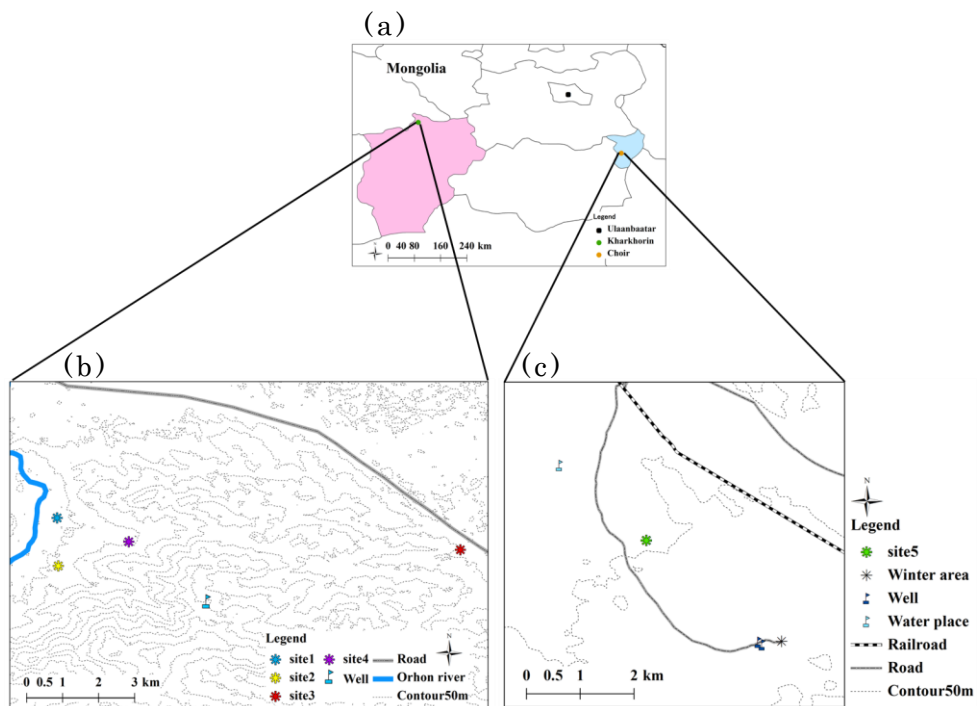 (a)
Mongolia
Legend
Ulaanbaatar
Kharkhorin
Choir
0 40 80 160 240 km
(b)
N
Legend
site1
site2
site3
site4
Well
Road
Orhon river
Contour50m
0 0.5 1 2 3 km
(c)
0 0.5 1 2 km
N
Legend
site5
Winter area
Well
Water place
Railroad
Road
Contour50m